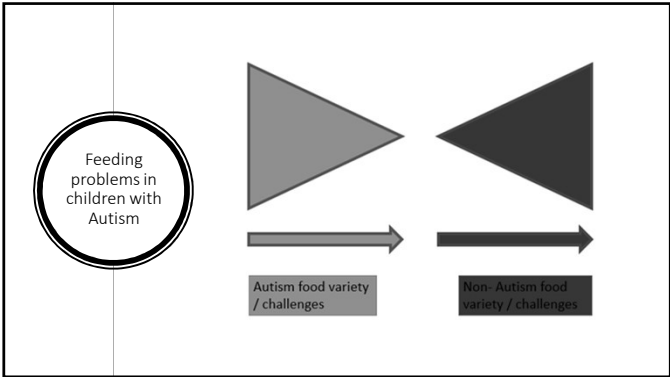 Feeding
problems in
children with
Autism
Autism food variety
/ challenges
Non- Autism food
variety / challenges